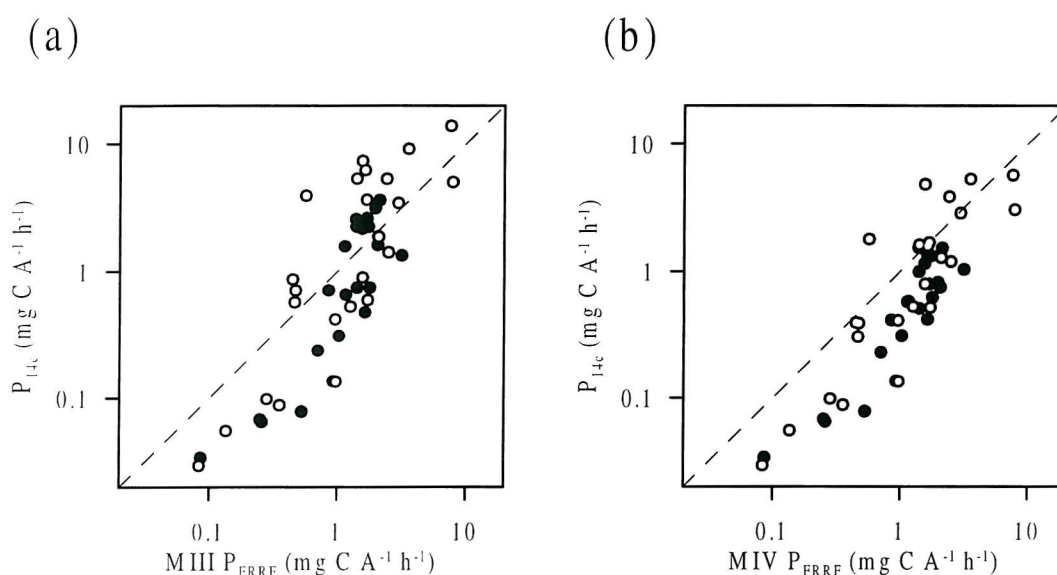 (a)
P14c (mg C A-1 h-1)
10
1
0.1
0.1 1 10
MIII PFRRF (mg C A-1 h-1)
(b)
P14c (mg C A-1 h-1)
10
1
0.1
0.1 1 10
MIV PFRRF (mg C A-1 h-1)